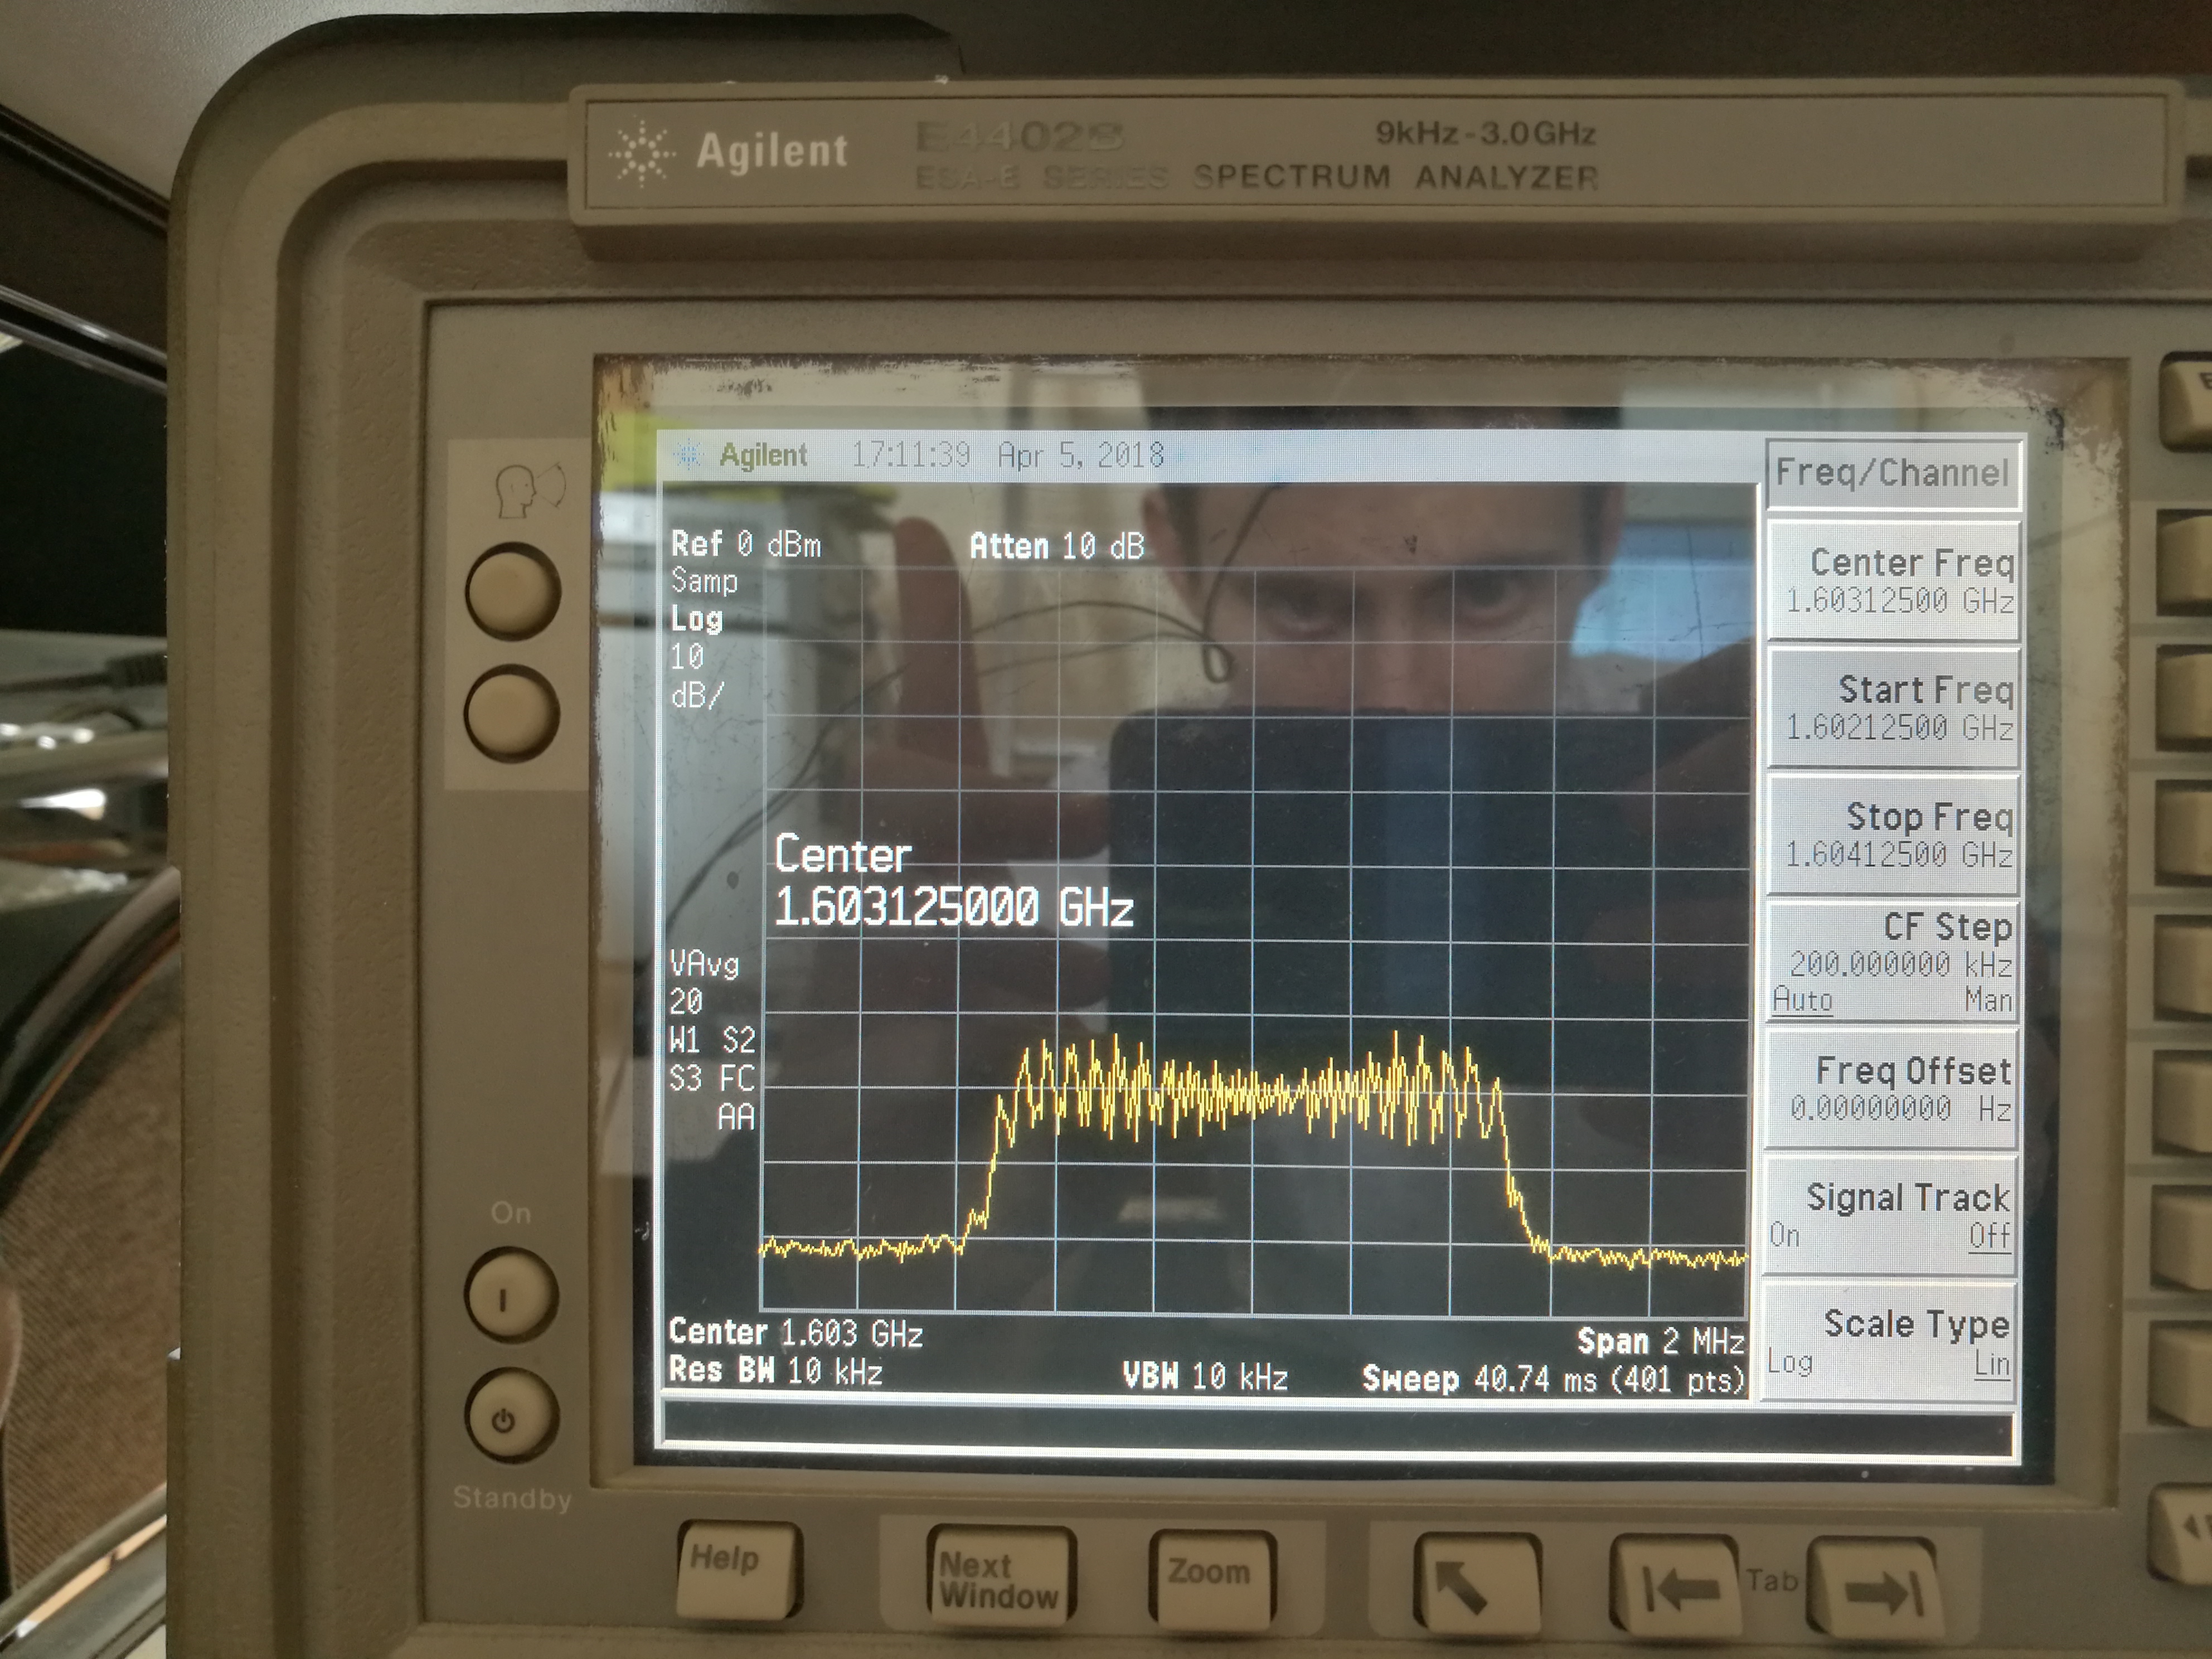 Agilent E4402B 9kHz-3.0GHz
ESA-E SERIES SPECTRUM ANALYZER
Agilent 17:11:39 Apr 5, 2018
Freq/Channel
Ref 0 dBm Atten 10 dB
Samp
Log
10
dB/
Center
1.603125000 GHz
VAvg
20
W1 S2
S3 FC
AA
Center 1.603 GHz Span 2 MHz
Res BW 10 kHz VBW 10 kHz Sweep 40.74 ms (401 pts)
Center Freq
1.60312500 GHz
Start Freq
1.60212500 GHz
Stop Freq
1.60412500 GHz
CF Step
200.000000 kHz
Auto Man
Freq Offset
0.00000000 Hz
Signal Track
On Off
Scale Type
Log Lin
On
Standby
Help
Next
Window
Zoom
Tab